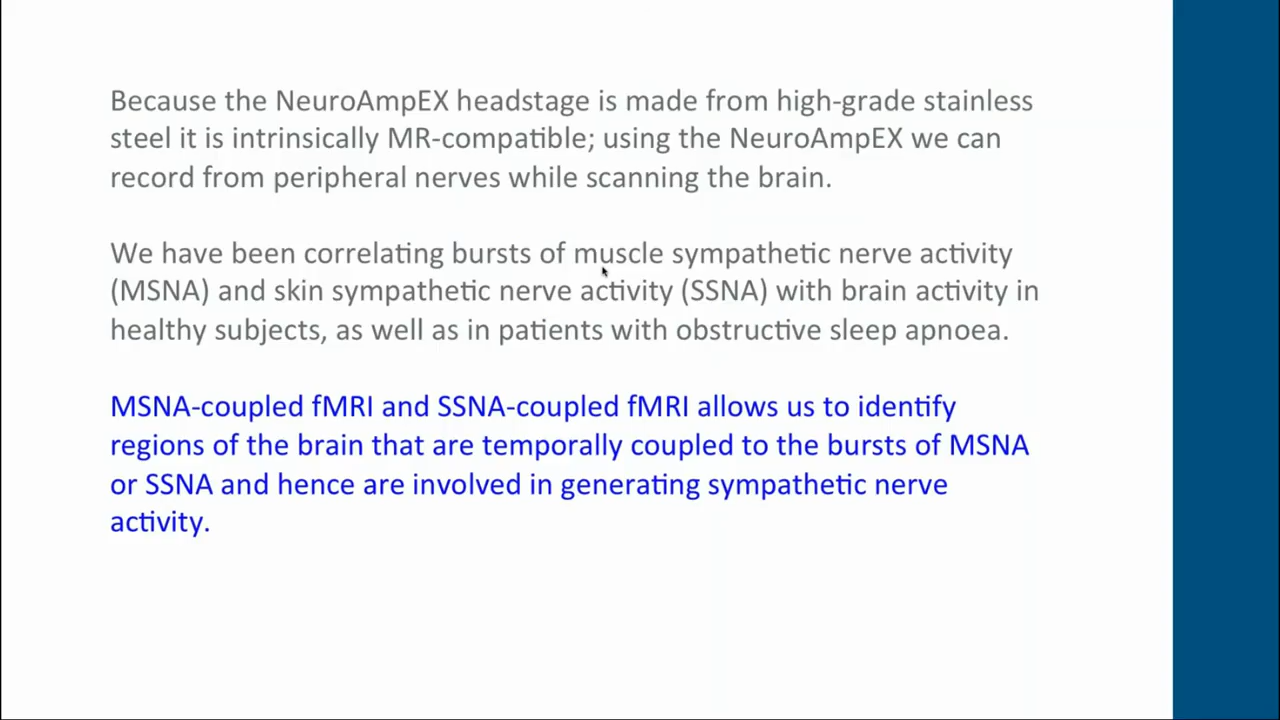 Because the NeuroAmpEX headstage is made from high-grade stainless
steel it is intrinsically MR-compatible; using the NeuroAmpEX we can
record from peripheral nerves while scanning the brain.
We have been correlating bursts of muscle sympathetic nerve activity
(MSNA) and skin sympathetic nerve activity (SSNA) with brain activity in
healthy subjects, as well as in patients with obstructive sleep apnoea.
MSNA-coupled fMRI and SSNA-coupled fMRI allows us to identify
regions of the brain that are temporally coupled to the bursts of MSNA
or SSNA and hence are involved in generating sympathetic nerve
activity.